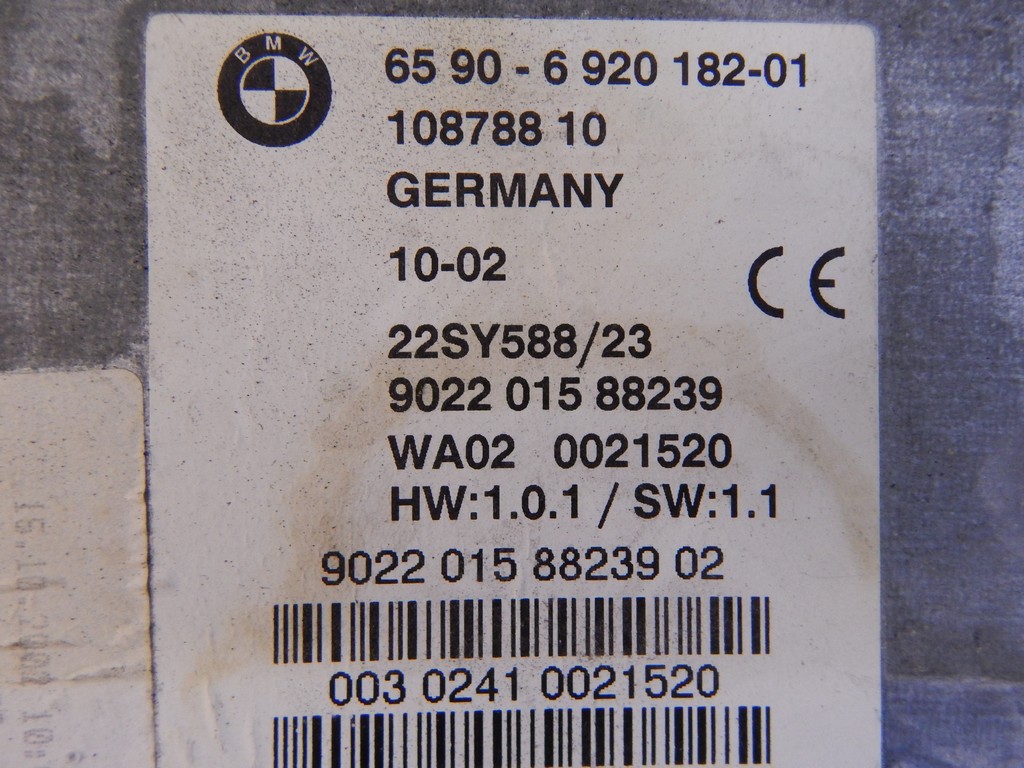 BMW
65 90 - 6 920 182-01
108788 10
GERMANY
10-02
CE
22SY588/23
9022 015 88239
WA02 0021520
HW:1.0.1 / SW:1.1
9022 015 88239 02
003 0241 0021520